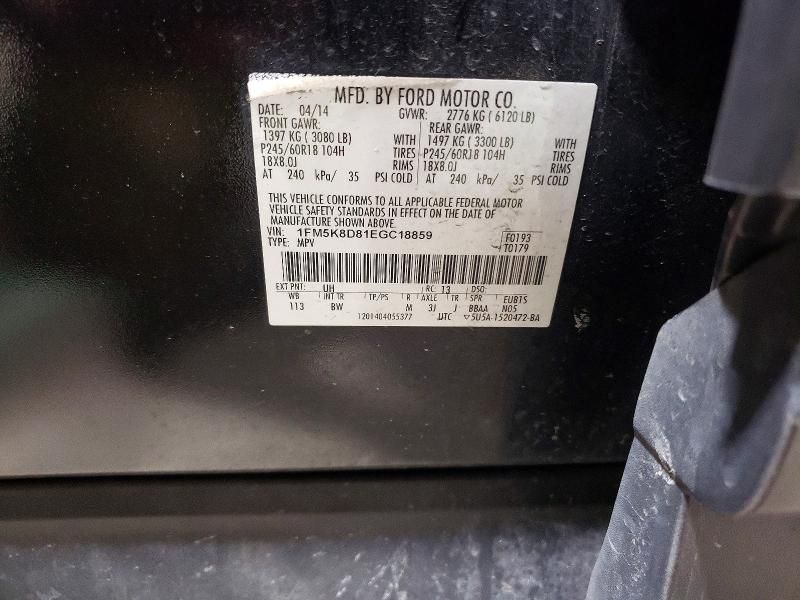 MFD. BY FORD MOTOR CO.
DATE: 04/14 GVWR: 2776 KG ( 6120 LB)
FRONT GAWR: REAR GAWR:
1397 KG ( 3080 LB) WITH 1497 KG ( 3300 LB) WITH
P245/60R18 104H TIRES P245/60R18 104H TIRES
18X8.0J RIMS 18X8.0J RIMS
AT 240 kPa/ 35 PSI COLD AT 240 kPa/ 35 PSI COLD
THIS VEHICLE CONFORMS TO ALL APPLICABLE FEDERAL MOTOR
VEHICLE SAFETY STANDARDS IN EFFECT ON THE DATE OF
MANUFACTURE SHOWN ABOVE.
VIN: 1FM5K8D81EGC18859 F0193
TYPE: MPV T0179
EXT PNT: UH RC: 13 DSO:
WB INT TR TP/PS R AXLE TR SPR EUB1S
113 BW M 3J J BBAA N05
1201404055377 UTC ▽5U5A-1520472-BA